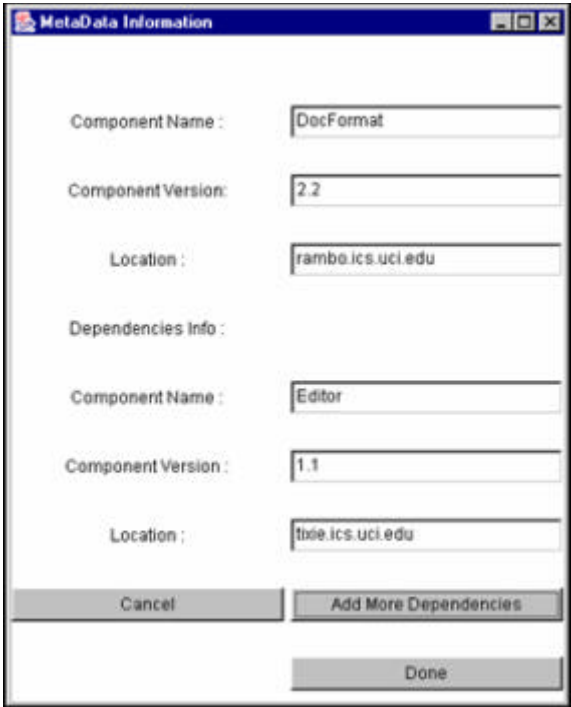 MetaData Information
Component Name : DocFormat
Component Version: 2.2
Location : rambo.ics.uci.edu
Dependencies Info :
Component Name : Editor
Component Version : 1.1
Location : tixie.ics.uci.edu
Cancel Add More Dependencies
Done